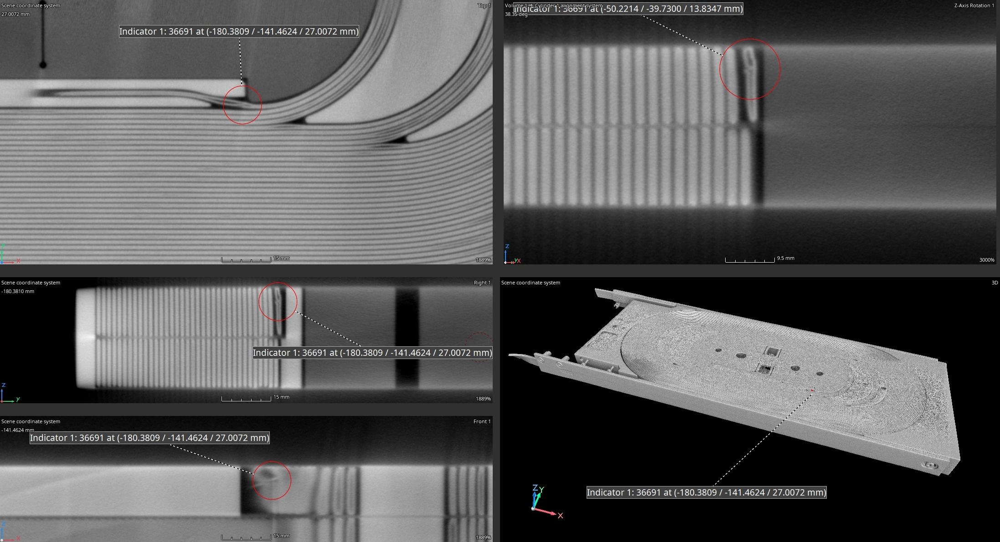 Scene coordinate system
Top 1
27.0072 mm
Indicator 1: 36691 at (-180.3809 / -141.4624 / 27.0072 mm)
y
X
15 mm
1889%
Volume 1 ⇒ Cylinder 1 alignment system
Z-Axis Rotation 1
Indicator 1: 36691 at (-50.2214 / -39.7300 / 13.8347 mm)
38.35 deg
Z
yX
9.5 mm
3000%
Scene coordinate system
Right 1
-180.3810 mm
Indicator 1: 36691 at (-180.3809 / -141.4624 / 27.0072 mm)
Z
y
15 mm
1889%
Scene coordinate system
Front 1
-141.4624 mm
Indicator 1: 36691 at (-180.3809 / -141.4624 / 27.0072 mm)
Z
X
15 mm
1889%
Scene coordinate system
3D
Indicator 1: 36691 at (-180.3809 / -141.4624 / 27.0072 mm)
Z
Y
X